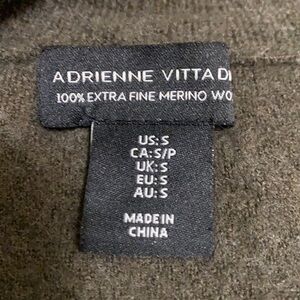 ADRIENNE VITTADI
100% EXTRA FINE MERINO WO
US: S
CA: S/P
UK: S
EU: S
AU: S
MADE IN
CHINA